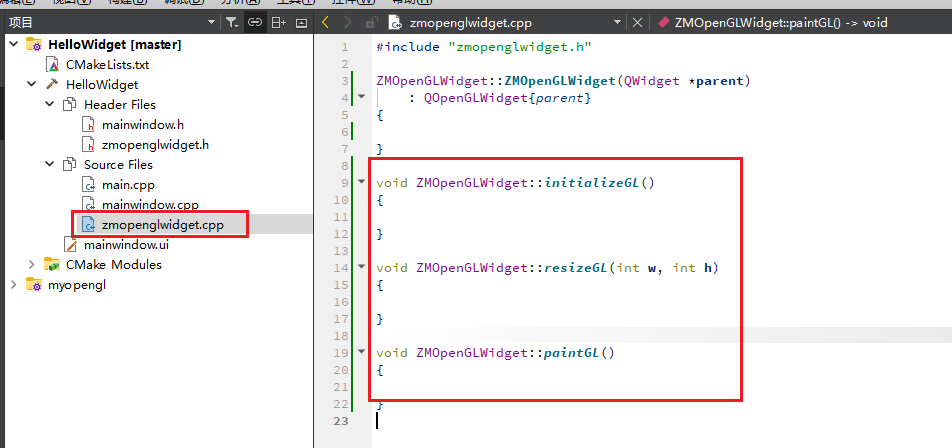 项目
HelloWidget [master]
CMakeLists.txt
HelloWidget
Header Files
mainwindow.h
zmopenglwidget.h
Source Files
main.cpp
mainwindow.cpp
zmopenglwidget.cpp
mainwindow.ui
CMake Modules
myopengl
zmopenglwidget.cpp
ZMOpenGLWidget::paintGL() -> void
1 #include "zmopenglwidget.h"
2
3 ZMOpenGLWidget::ZMOpenGLWidget(QWidget *parent)
4 : QOpenGLWidget{parent}
5 {
6
7 }
8
9 void ZMOpenGLWidget::initializeGL()
10 {
11
12 }
13
14 void ZMOpenGLWidget::resizeGL(int w, int h)
15 {
16
17 }
18
19 void ZMOpenGLWidget::paintGL()
20 {
21
22 }
23